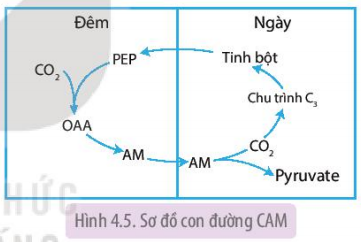 Đêm
Ngày
CO₂
PEP
Tinh bột
Chu trình C₃
OAA
CO₂
AM
AM
Pyruvate
Hình 4.5. Sơ đồ con đường CAM